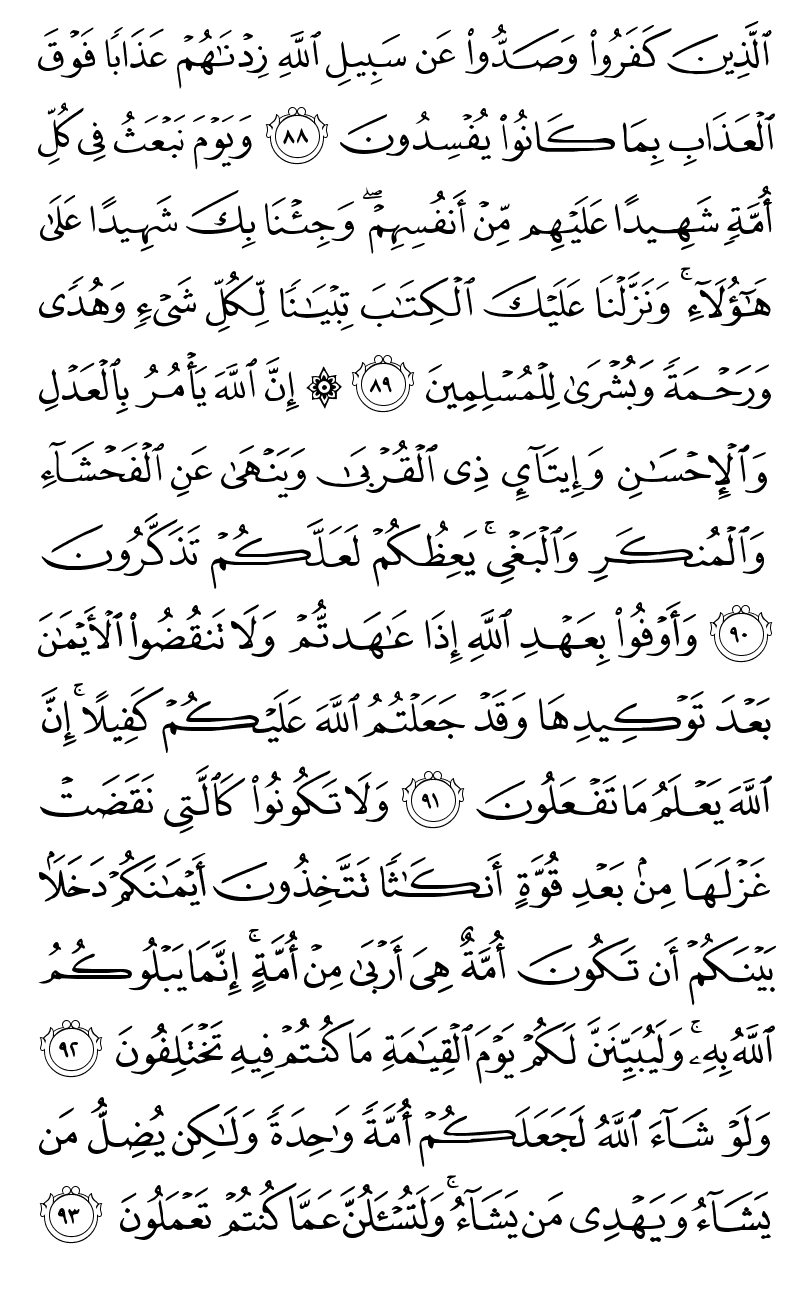 ٱلَّذِينَ كَفَرُوا۟ وَصَدُّوا۟ عَن سَبِيلِ ٱللَّهِ زِدْنَـٰهُمْ عَذَابًا فَوْقَ
ٱلْعَذَابِ بِمَا كَانُوا۟ يُفْسِدُونَ ٨٨ وَيَوْمَ نَبْعَثُ فِى كُلِّ
أُمَّةٍ شَهِيدًا عَلَيْهِم مِّنْ أَنفُسِهِمْ ۖ وَجِئْنَا بِكَ شَهِيدًا عَلَىٰ
هَـٰٓؤُلَآءِ ۚ وَنَزَّلْنَا عَلَيْكَ ٱلْكِتَـٰبَ تِبْيَـٰنًا لِّكُلِّ شَىْءٍ وَهُدًى
وَرَحْمَةً وَبُشْرَىٰ لِلْمُسْلِمِينَ ٨٩ ۞ إِنَّ ٱللَّهَ يَأْمُرُ بِٱلْعَدْلِ
وَٱلْإِحْسَـٰنِ وَإِيتَآئِ ذِى ٱلْقُرْبَىٰ وَيَنْهَىٰ عَنِ ٱلْفَحْشَآءِ
وَٱلْمُنكَرِ وَٱلْبَغْىِ ۚ يَعِظُكُمْ لَعَلَّكُمْ تَذَكَّرُونَ
٩٠ وَأَوْفُوا۟ بِعَهْدِ ٱللَّهِ إِذَا عَـٰهَدتُّمْ وَلَا تَنقُضُوا۟ ٱلْأَيْمَـٰنَ
بَعْدَ تَوْكِيدِهَا وَقَدْ جَعَلْتُمُ ٱللَّهَ عَلَيْكُمْ كَفِيلًا ۚ إِنَّ
ٱللَّهَ يَعْلَمُ مَا تَفْعَلُونَ ٩١ وَلَا تَكُونُوا۟ كَٱلَّتِى نَقَضَتْ
غَزْلَهَا مِنۢ بَعْدِ قُوَّةٍ أَنكَـٰثًا تَتَّخِذُونَ أَيْمَـٰنَكُمْ دَخَلًۢا
بَيْنَكُمْ أَن تَكُونَ أُمَّةٌ هِىَ أَرْبَىٰ مِنْ أُمَّةٍ ۚ إِنَّمَا يَبْلُوكُمُ
ٱللَّهُ بِهِۦ ۚ وَلَيُبَيِّنَنَّ لَكُمْ يَوْمَ ٱلْقِيَـٰمَةِ مَا كُنتُمْ فِيهِ تَخْتَلِفُونَ ٩٢
وَلَوْ شَآءَ ٱللَّهُ لَجَعَلَكُمْ أُمَّةً وَٰحِدَةً وَلَـٰكِن يُضِلُّ مَن
يَشَآءُ وَيَهْدِى مَن يَشَآءُ ۚ وَلَتُسْـَٔلُنَّ عَمَّا كُنتُمْ تَعْمَلُونَ ٩٣